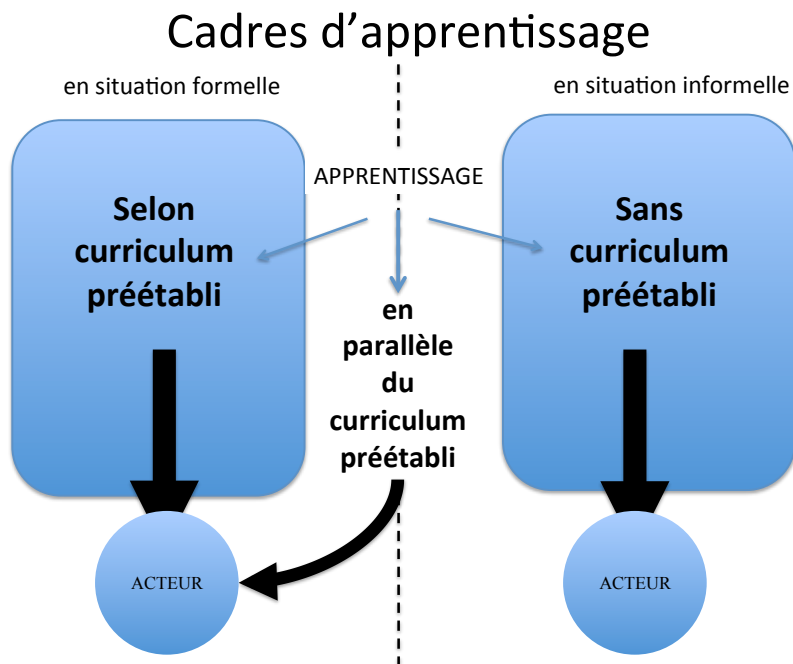 Cadres d’apprentissage
en situation formelle
en situation informelle
APPRENTISSAGE
Selon
curriculum
préétabli
en
parallèle
du
curriculum
préétabli
Sans
curriculum
préétabli
ACTEUR
ACTEUR